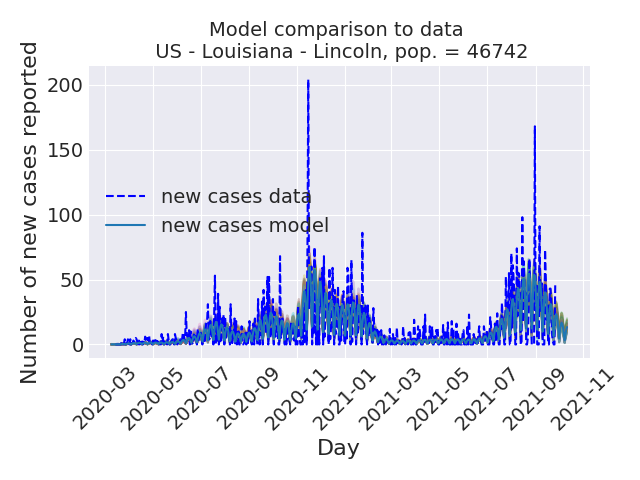 Model comparison to data
US - Louisiana - Lincoln, pop. = 46742
Number of new cases reported
200
150
100
50
0
new cases data
new cases model
2020-03
2020-05
2020-07
2020-09
2020-11
2021-01
2021-03
2021-05
2021-07
2021-09
2021-11
Day